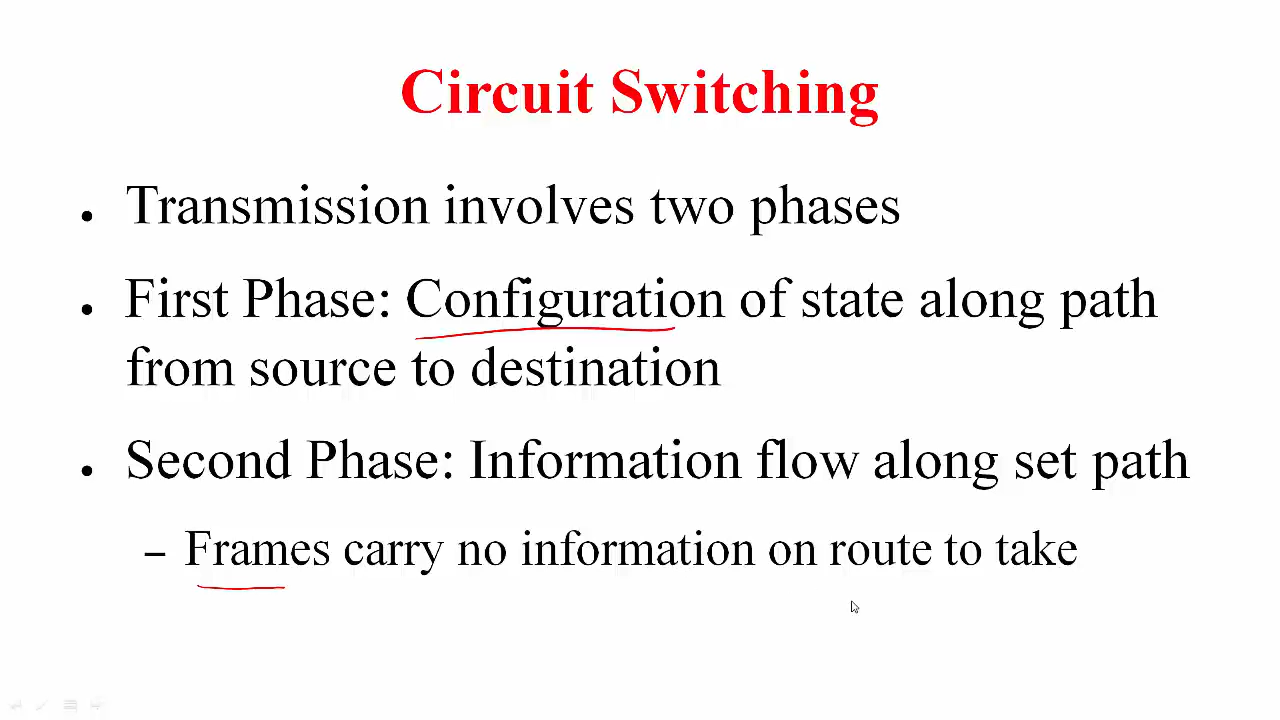 Circuit Switching
• Transmission involves two phases
• First Phase: Configuration of state along path
from source to destination
• Second Phase: Information flow along set path
– Frames carry no information on route to take